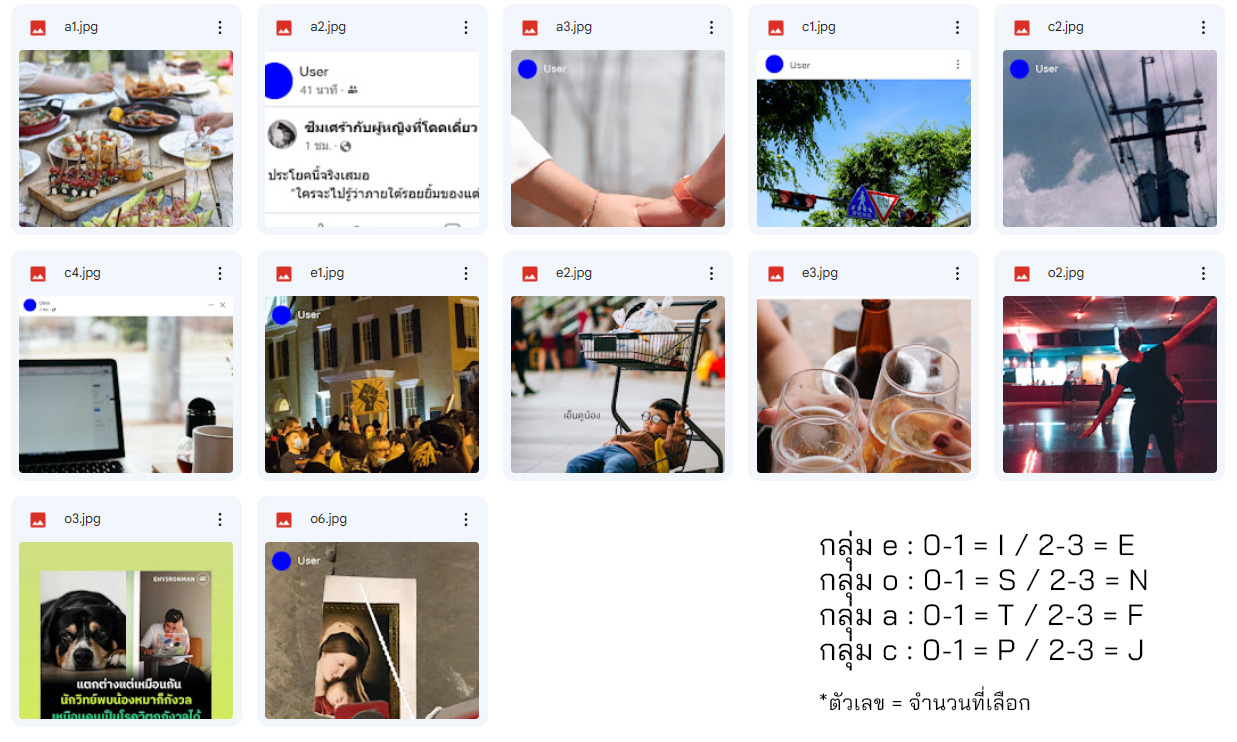 a1.jpg
a2.jpg
a3.jpg
c1.jpg
c2.jpg
User
41 นาที ·
ซึมเศร้ากับผู้หญิงที่โดดเดี่ยว
1 ชม. ·
ประโยคนี้จริงเสมอ
"ใครจะไปรู้ว่าภายใต้รอยยิ้มของแต่
User
User
User
c4.jpg
e1.jpg
e2.jpg
e3.jpg
o2.jpg
User
User
เอ็นดูน้อง
o3.jpg
o6.jpg
ENVIRONMAN
แตกต่างแต่เหมือนกัน
นักวิทย์พบน้องหมาก็กังวล
เหมือนคนเป็นโรควิตกกังวลได้
User
กลุ่ม e : 0-1 = I / 2-3 = E
กลุ่ม o : 0-1 = S / 2-3 = N
กลุ่ม a : 0-1 = T / 2-3 = F
กลุ่ม c : 0-1 = P / 2-3 = J
*ตัวเลข = จำนวนที่เลือก